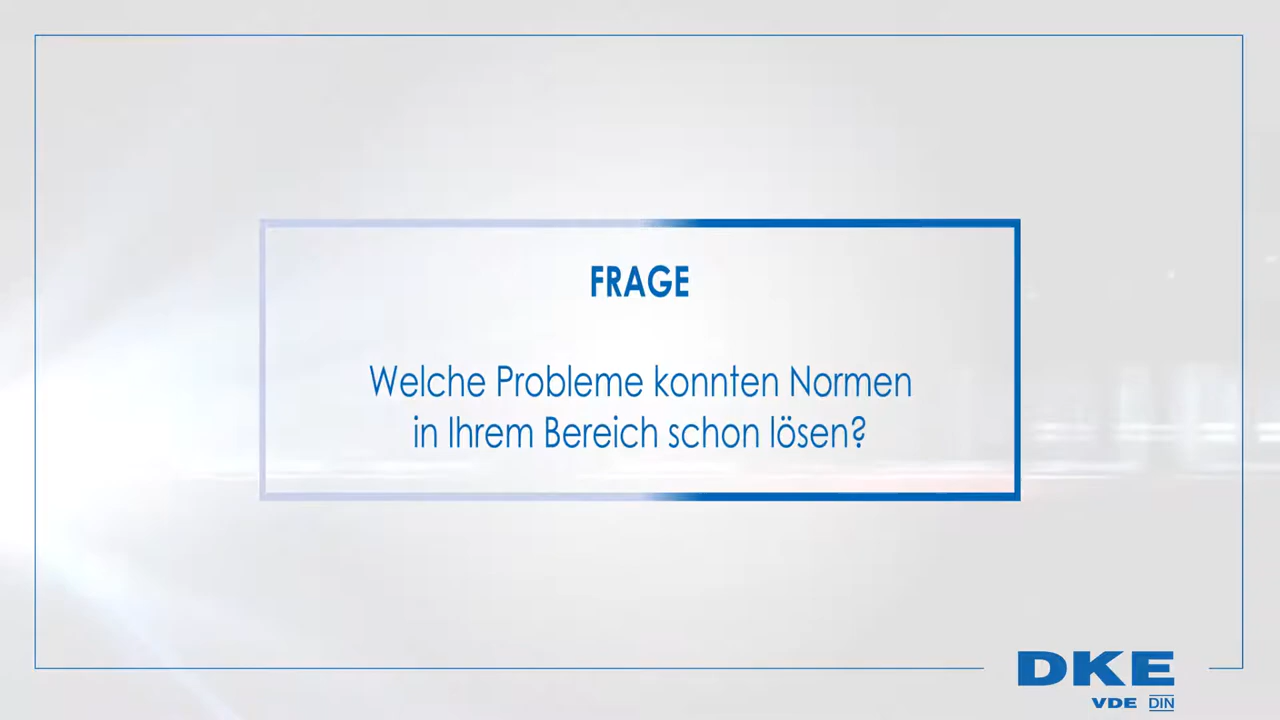 FRAGE
Welche Probleme konnten Normen
in Ihrem Bereich schon lösen?
DKE
VDE DIN